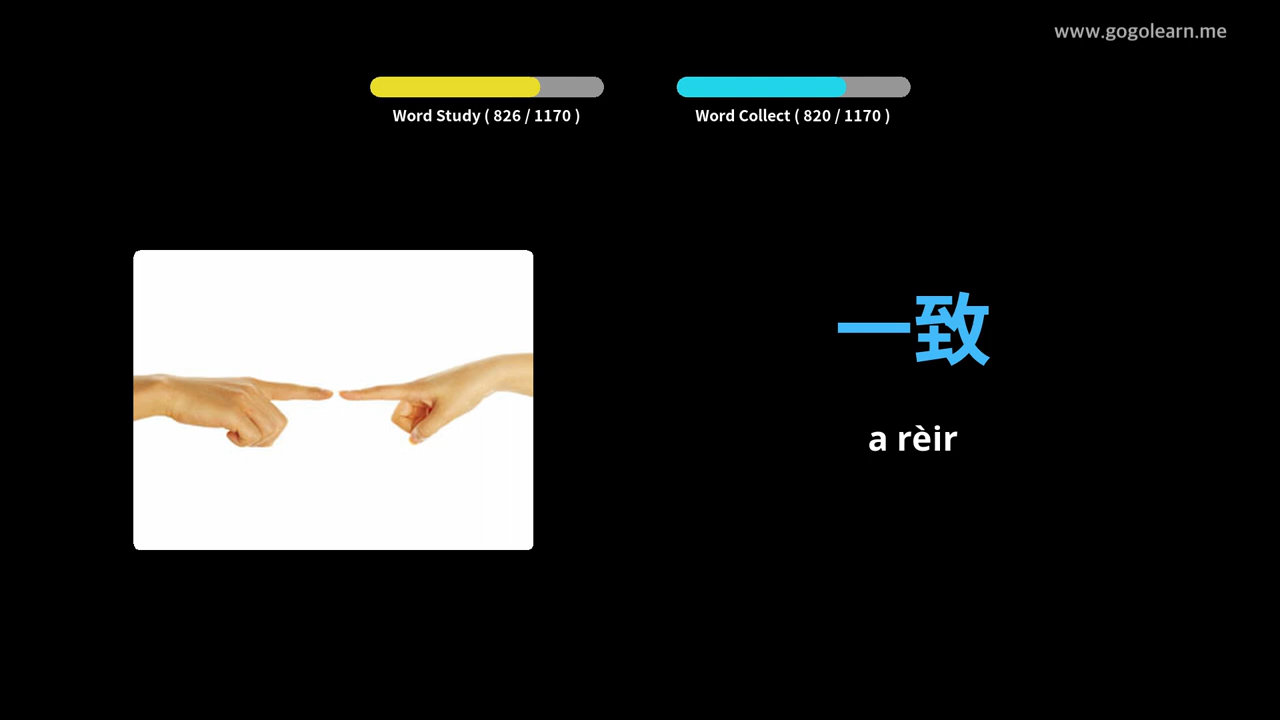 www.gogolearn.me
Word Study ( 826 / 1170 )
Word Collect ( 820 / 1170 )
一致
a rèir